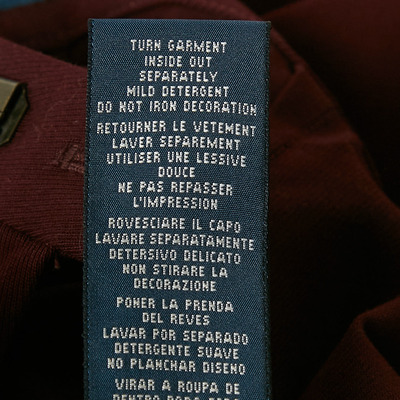 TURN GARMENT
INSIDE OUT
SEPARATELY
MILD DETERGENT
DO NOT IRON DECORATION
RETOURNER LE VETEMENT
LAVER SEPAREMENT
UTILISER UNE LESSIVE
DOUCE
NE PAS REPASSER
L'IMPRESSION
ROVESCIARE IL CAPO
LAVARE SEPARATAMENTE
DETERSIVO DELICATO
NON STIRARE LA
DECORAZIONE
PONER LA PRENDA
DEL REVES
LAVAR POR SEPARADO
DETERGENTE SUAVE
NO PLANCHAR DISENO
VIRAR A ROUPA DE